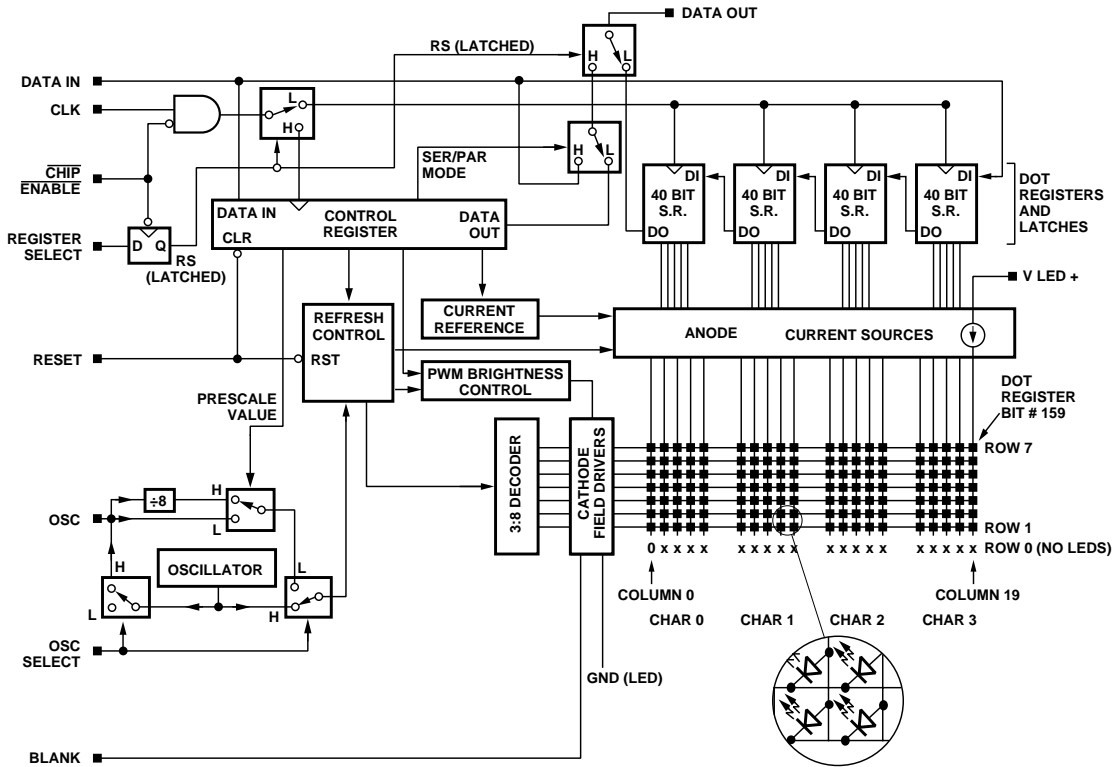 DATA OUT
RS (LATCHED)
H
L
DATA IN
CLK
L
H
H
L
CHIP
ENABLE
SER/PAR
MODE
DI
40 BIT
S.R.
DO
DI
40 BIT
S.R.
DO
DI
40 BIT
S.R.
DO
DI
40 BIT
S.R.
DO
DOT
REGISTERS
AND
LATCHES
DATA IN
CONTROL
REGISTER
DATA
OUT
CLR
REGISTER
SELECT
D Q
RS
(LATCHED)
V LED +
REFRESH
CONTROL
RST
CURRENT
REFERENCE
ANODE CURRENT SOURCES
RESET
PWM BRIGHTNESS
CONTROL
PRESCALE
VALUE
DOT
REGISTER
BIT # 159
3:8 DECODER
CATHODE
FIELD DRIVERS
ROW 7
ROW 1
ROW 0 (NO LEDS)
0 x x x x x x x x x x x x x x x x x x x
÷8
H
L
OSC
H
L
OSCILLATOR
L
H
COLUMN 0
COLUMN 19
CHAR 0
CHAR 1
CHAR 2
CHAR 3
OSC
SELECT
GND (LED)
BLANK